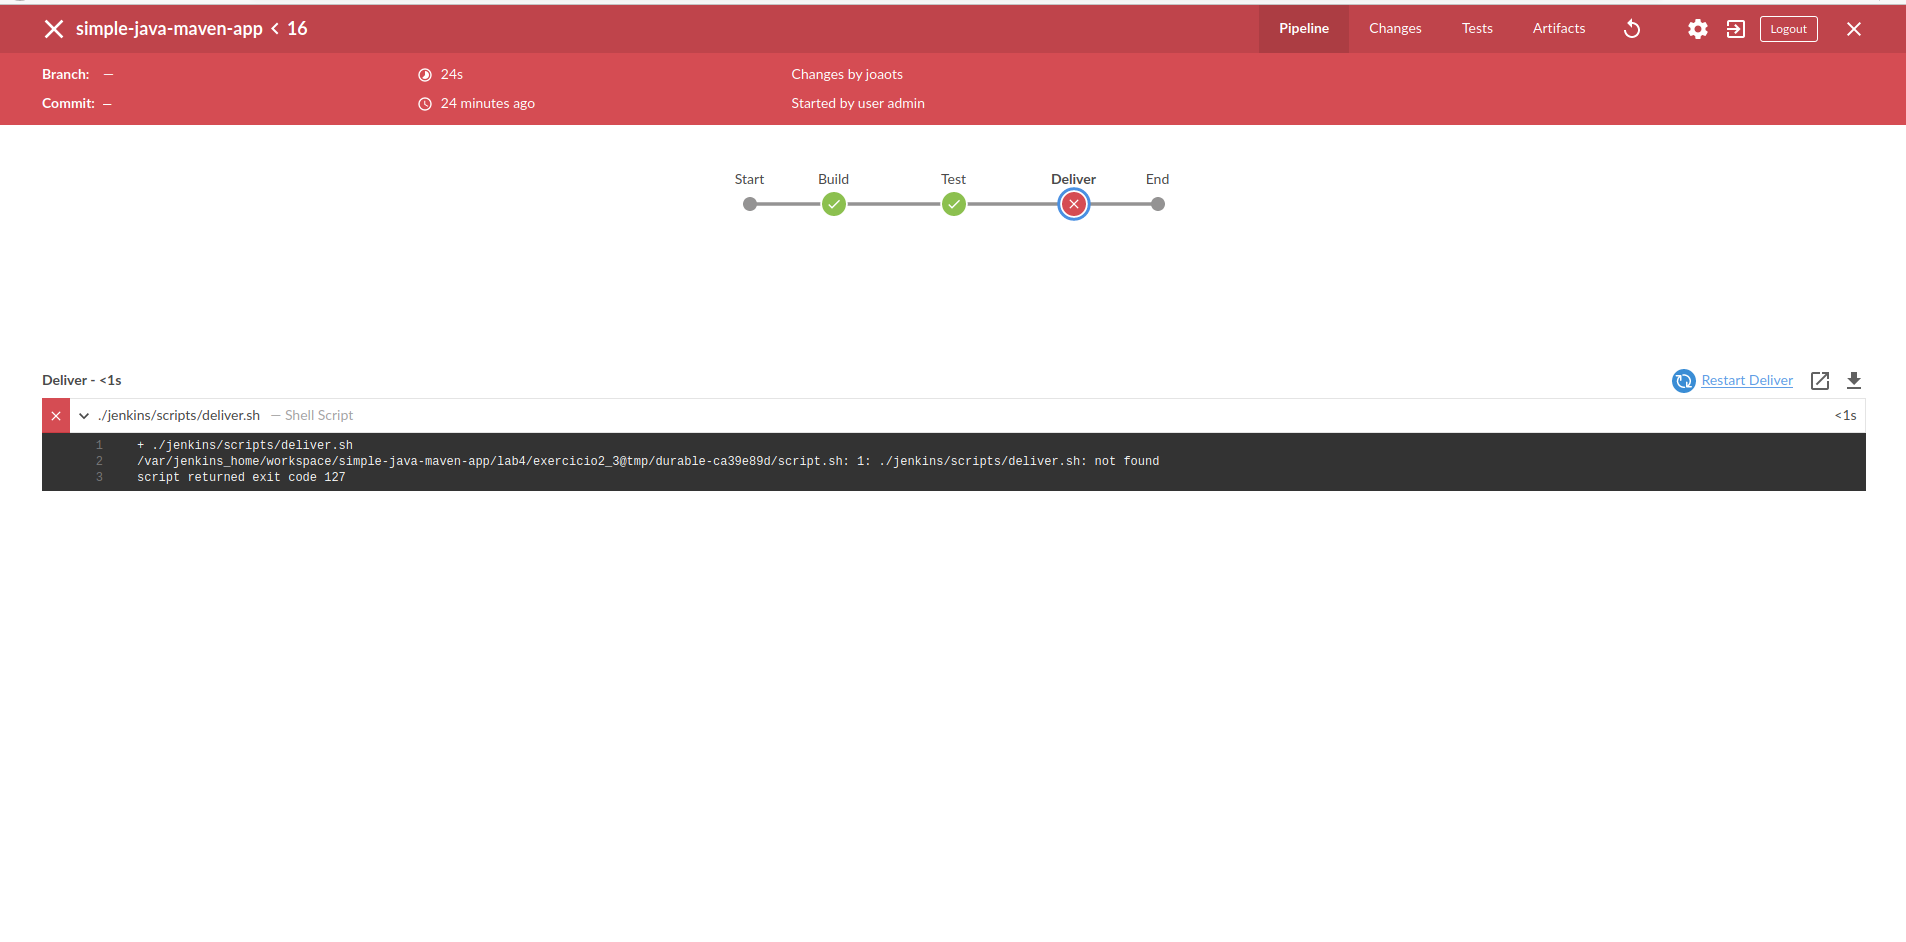 simple-java-maven-app < 16
Pipeline
Changes
Tests
Artifacts
Logout
Branch: —
24s
Changes by joaots
Commit: —
24 minutes ago
Started by user admin
Start
Build
Test
Deliver
End
Deliver - <1s
Restart Deliver
./jenkins/scripts/deliver.sh — Shell Script
<1s
1 + ./jenkins/scripts/deliver.sh
2 /var/jenkins_home/workspace/simple-java-maven-app/lab4/exercicio2_3@tmp/durable-ca39e89d/script.sh: 1: ./jenkins/scripts/deliver.sh: not found
3 script returned exit code 127